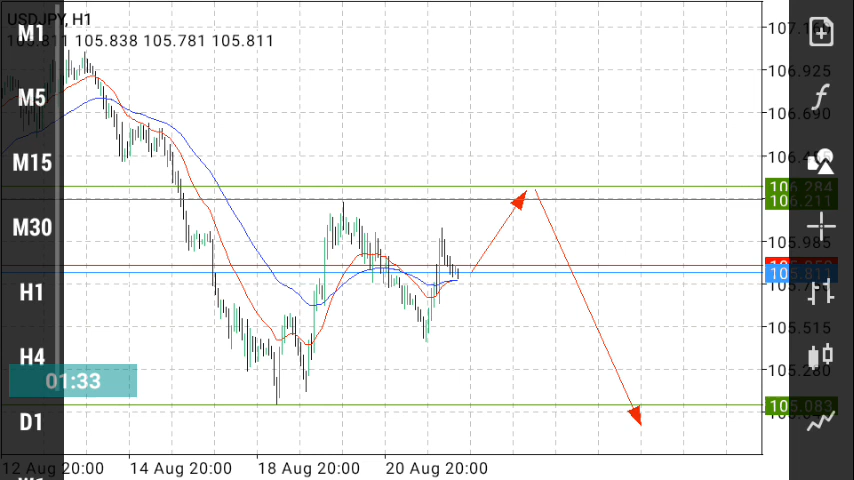 USDJPY, H1
105.811 105.838 105.781 105.811
M1
M5
M15
M30
H1
H4
01:33
D1
106.925
106.690
106.284
106.211
105.985
105.811
105.515
105.280
105.083
12 Aug 20:00 14 Aug 20:00 18 Aug 20:00 20 Aug 20:00